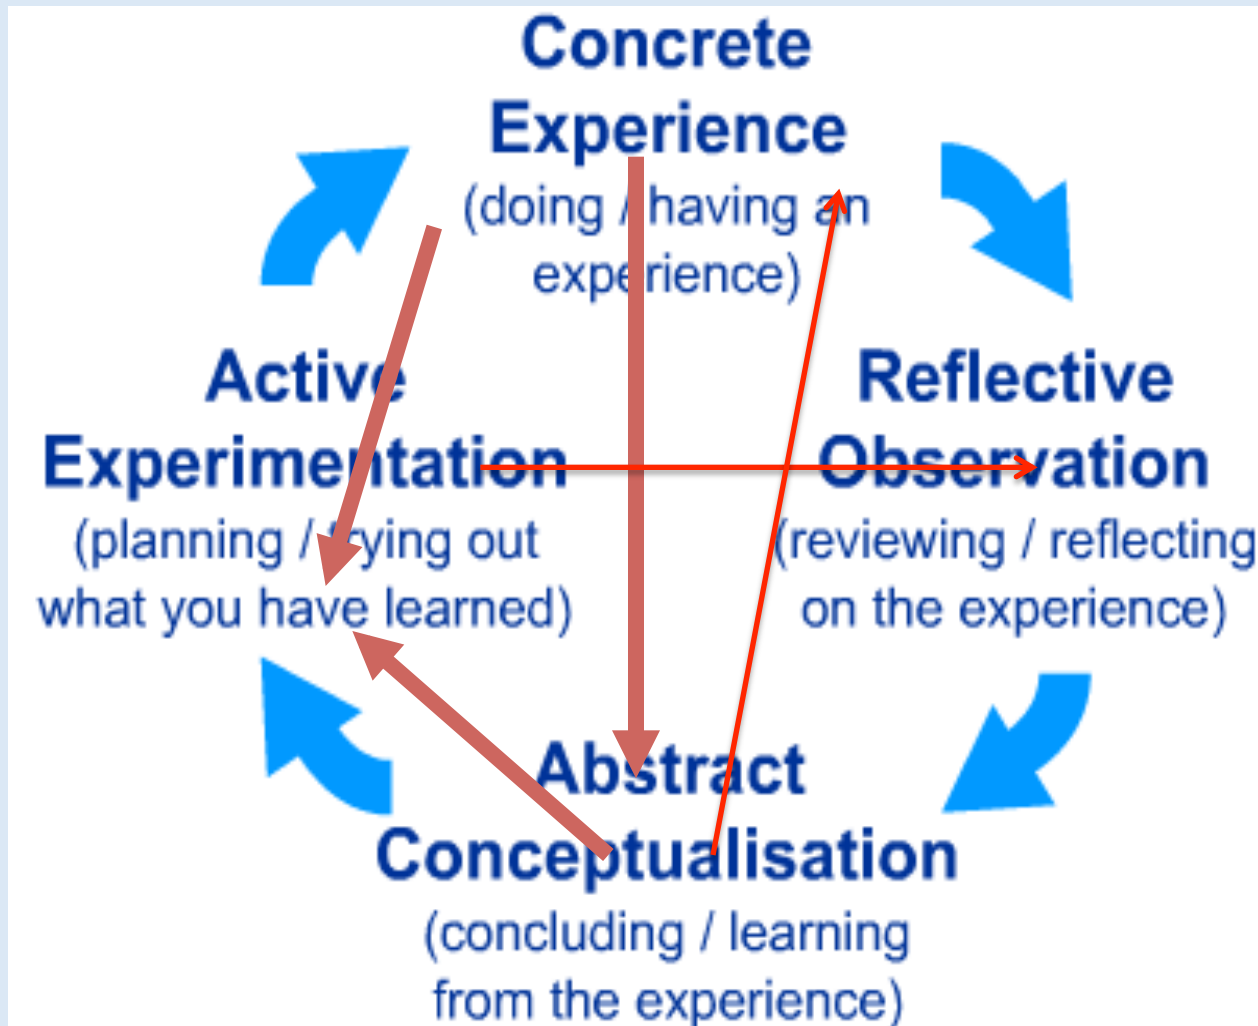 Concrete
Experience
(doing / having an
experience)
Reflective
Observation
(reviewing / reflecting
on the experience)
Abstract
Conceptualisation
(concluding / learning
from the experience)
Active
Experimentation
(planning / trying out
what you have learned)